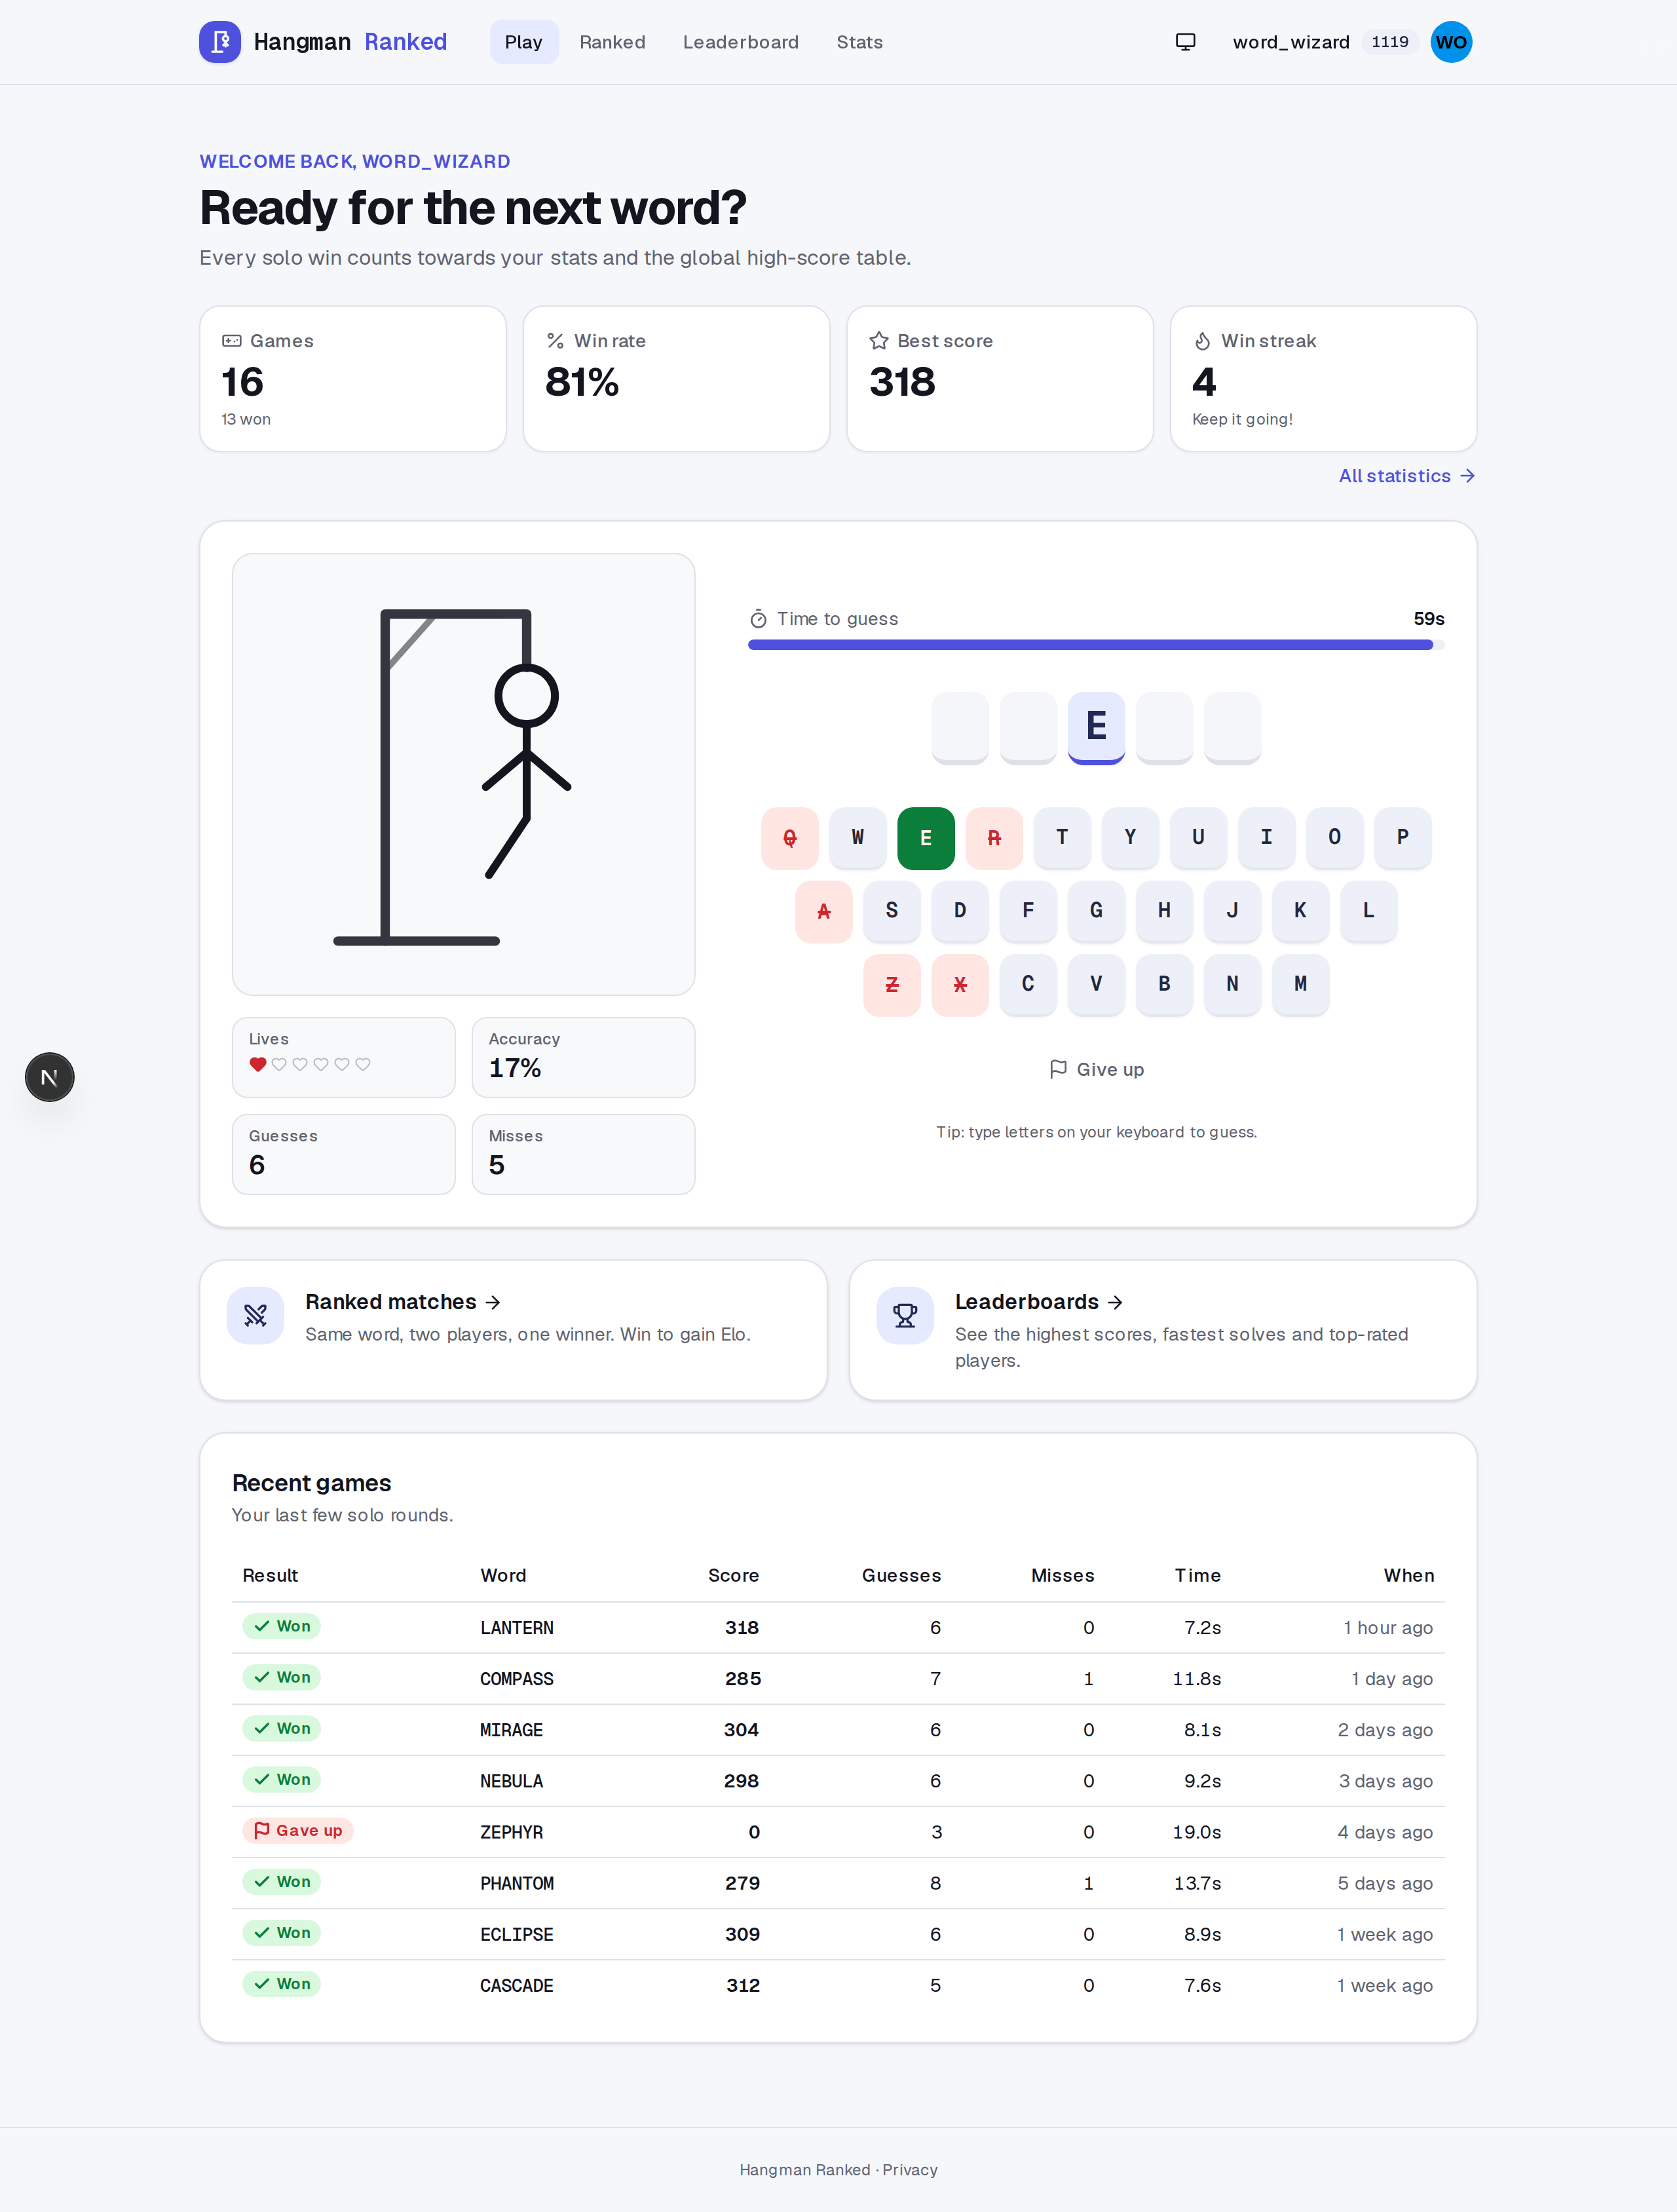 Hangman Ranked Play Ranked Leaderboard Stats word_wizard 1119 WO
WELCOME BACK, WORD_WIZARD
Ready for the next word?
Every solo win counts towards your stats and the global high-score table.
Games Win rate Best score Win streak
16 81% 318 4
13 won Keep it going!
All statistics
Time to guess 59s
E
Q W E R T Y U I O P
A S D F G H J K L
Z X C V B N M
Lives Accuracy
17%
Guesses Misses
6 5
Give up
Tip: type letters on your keyboard to guess.
N
Ranked matches
Same word, two players, one winner. Win to gain Elo.
Leaderboards
See the highest scores, fastest solves and top-rated
players.
Recent games
Your last few solo rounds.
Result Word Score Guesses Misses Time When
Won LANTERN 318 6 0 7.2s 1 hour ago
Won COMPASS 285 7 1 11.8s 1 day ago
Won MIRAGE 304 6 0 8.1s 2 days ago
Won NEBULA 298 6 0 9.2s 3 days ago
Gave up ZEPHYR 0 3 0 19.0s 4 days ago
Won PHANTOM 279 8 1 13.7s 5 days ago
Won ECLIPSE 309 6 0 8.9s 1 week ago
Won CASCADE 312 5 0 7.6s 1 week ago
Hangman Ranked · Privacy